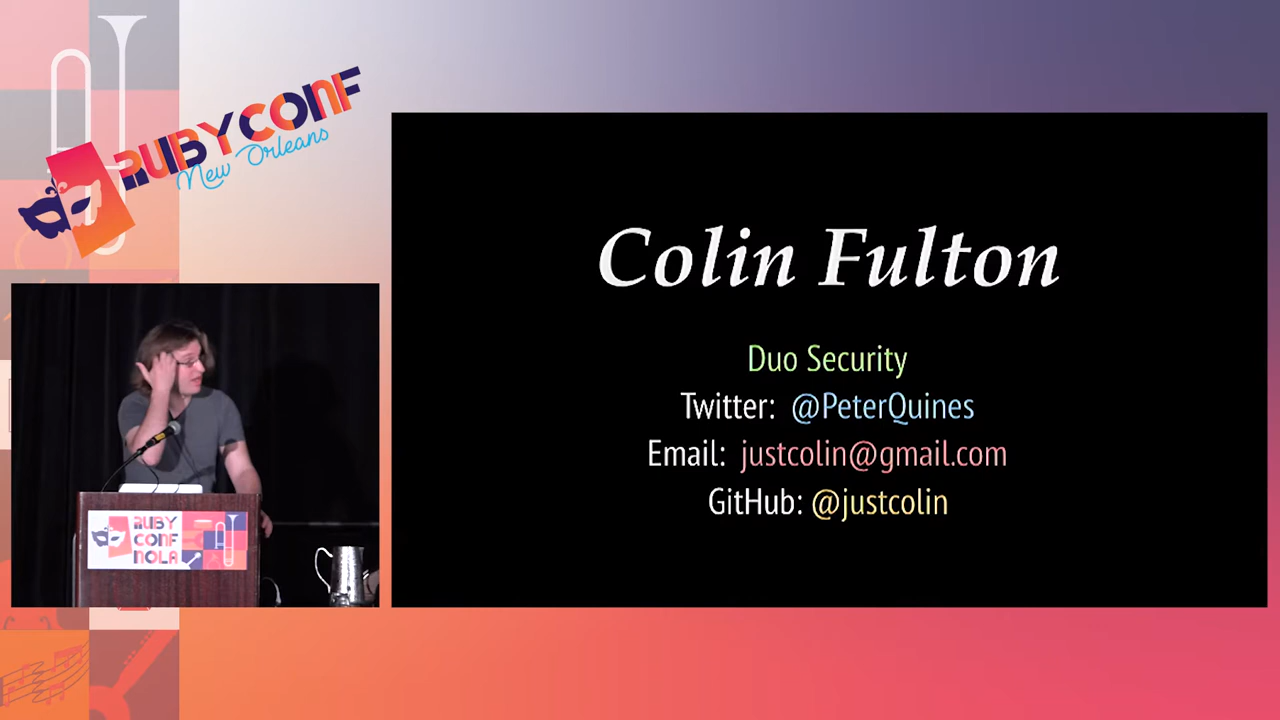 RUBYCONF
New Orleans
Colin Fulton
Duo Security
Twitter: @PeterQuines
Email: justcolin@gmail.com
GitHub: @justcolin
RUBY
CONF
NOLA